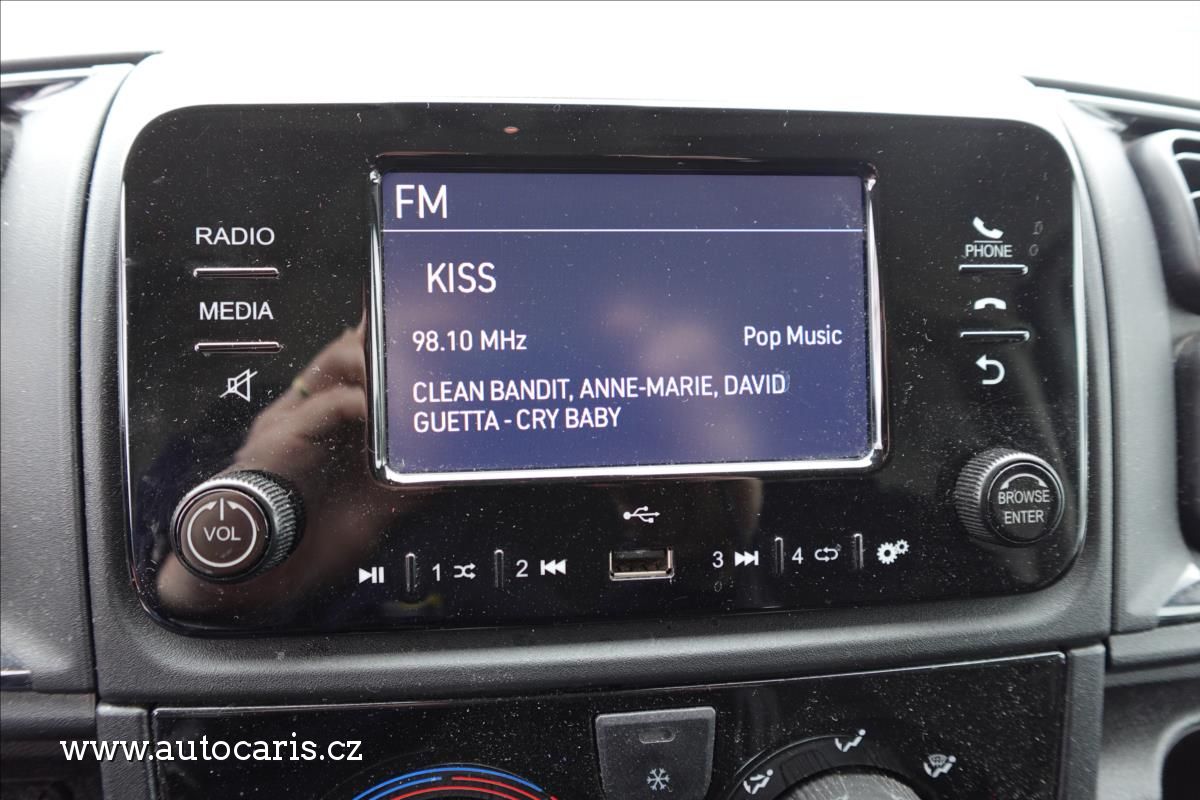 FM
KISS
98.10 MHz
Pop Music
CLEAN BANDIT, ANNE-MARIE, DAVID
GUETTA - CRY BABY
RADIO
MEDIA
VOL
PHONE
BROWSE
ENTER
1
2
3
4
www.autocaris.cz